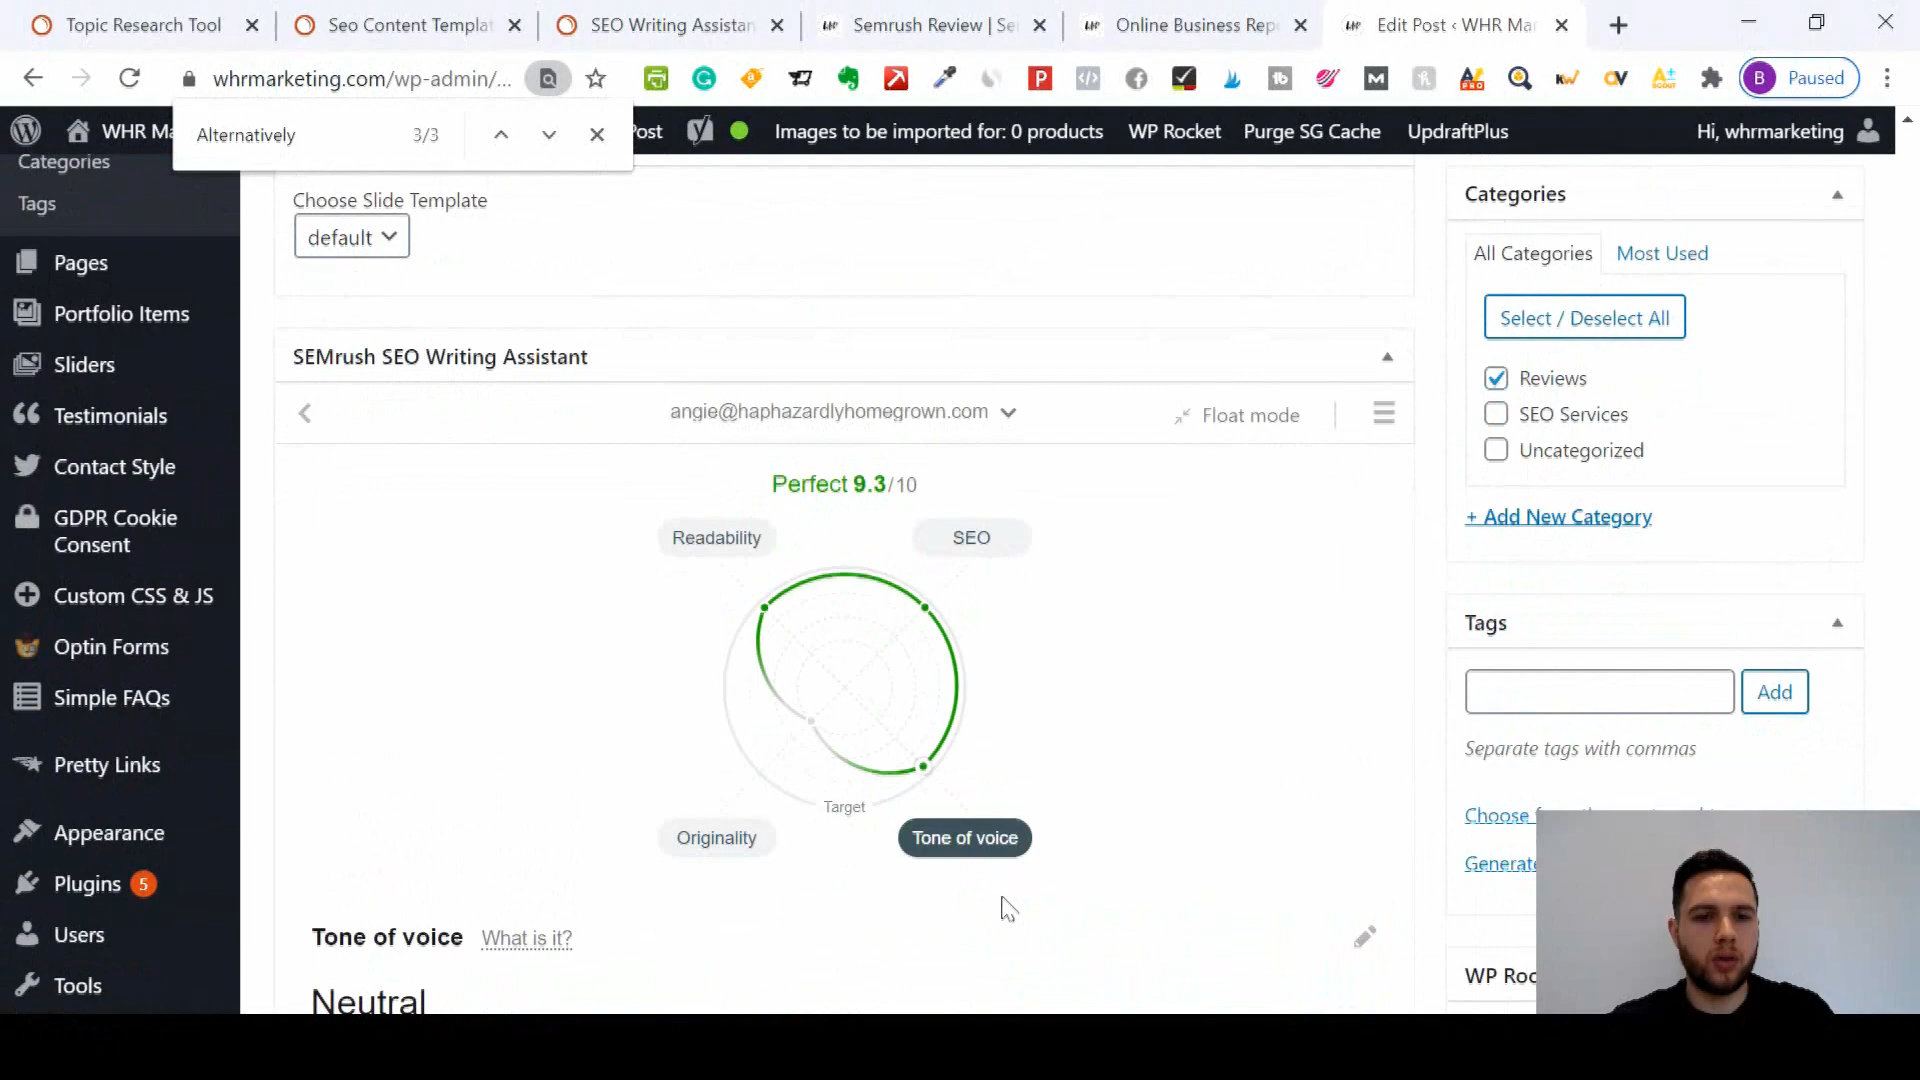 Topic Research Tool
Seo Content Templat
SEO Writing Assistan
Semrush Review | Se
Online Business Rep
Edit Post ‹ WHR Mar
whrmarketing.com/wp-admin/...
Paused
Alternatively 3/3
WHR Ma
Post
Images to be imported for: 0 products
WP Rocket
Purge SG Cache
UpdraftPlus
Hi, whrmarketing
Categories
Tags
Pages
Portfolio Items
Sliders
Testimonials
Contact Style
GDPR Cookie
Consent
Custom CSS & JS
Optin Forms
Simple FAQs
Pretty Links
Appearance
Plugins 5
Users
Tools
Choose Slide Template
default
SEMrush SEO Writing Assistant
angie@haphazardlyhomegrown.com
Float mode
Perfect 9.3/10
Readability
SEO
Target
Originality
Tone of voice
Tone of voice What is it?
Neutral
Categories
All Categories
Most Used
Select / Deselect All
Reviews
SEO Services
Uncategorized
+ Add New Category
Tags
Add
Separate tags with commas
Choose
Generate
WP Roc